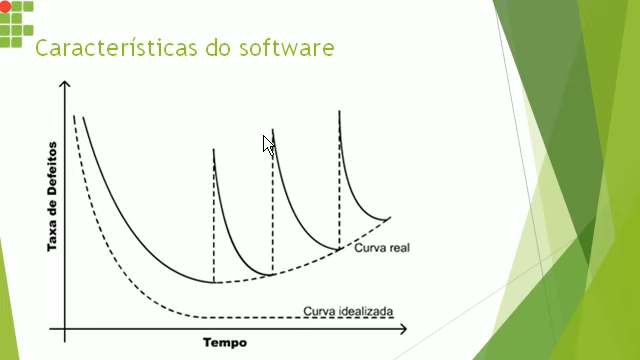 Características do software
Taxa de Defeitos
Curva real
Curva idealizada
Tempo